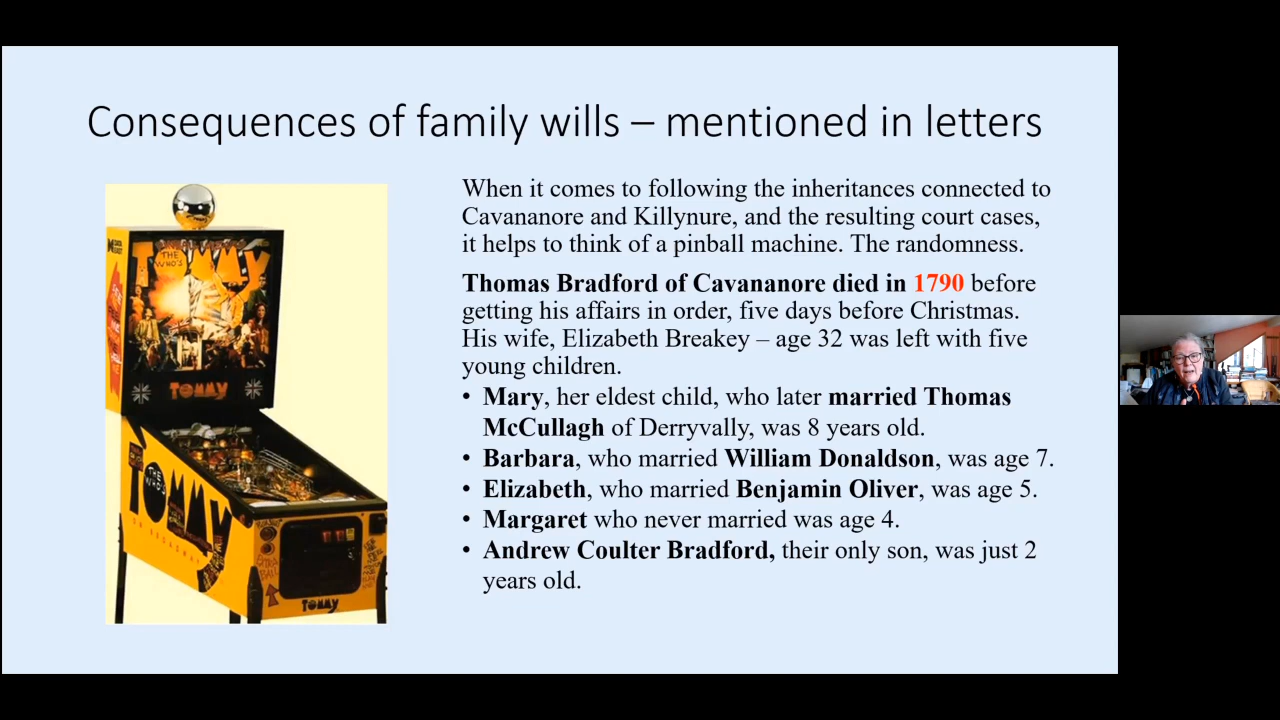 Consequences of family wills – mentioned in letters
When it comes to following the inheritances connected to
Cavananore and Killynure, and the resulting court cases,
it helps to think of a pinball machine. The randomness.
Thomas Bradford of Cavananore died in 1790 before
getting his affairs in order, five days before Christmas.
His wife, Elizabeth Breakey – age 32 was left with five
young children.
• Mary, her eldest child, who later married Thomas
McCullagh of Derryvally, was 8 years old.
• Barbara, who married William Donaldson, was age 7.
• Elizabeth, who married Benjamin Oliver, was age 5.
• Margaret who never married was age 4.
• Andrew Coulter Bradford, their only son, was just 2
years old.
THE WHO'S
TOMMY
TOMMY
THE WHO'S
TOMMY
TOMMY